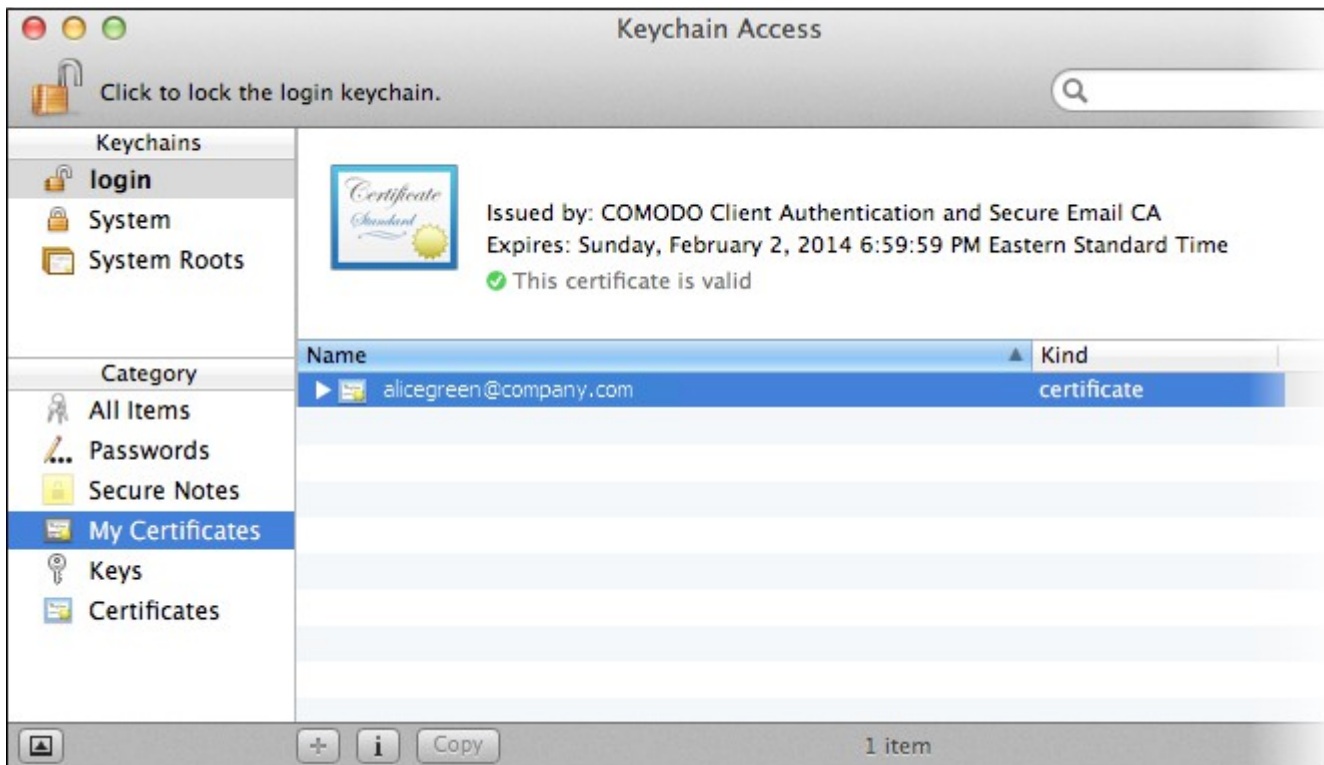 Keychain Access
Click to lock the login keychain.
Keychains
login
System
System Roots
Certificate
Standard
Issued by: COMODO Client Authentication and Secure Email CA
Expires: Sunday, February 2, 2014 6:59:59 PM Eastern Standard Time
This certificate is valid
Category
All Items
Passwords
Secure Notes
My Certificates
Keys
Certificates
Name
Kind
alicegreen@company.com
certificate
+
i
Copy
1 item